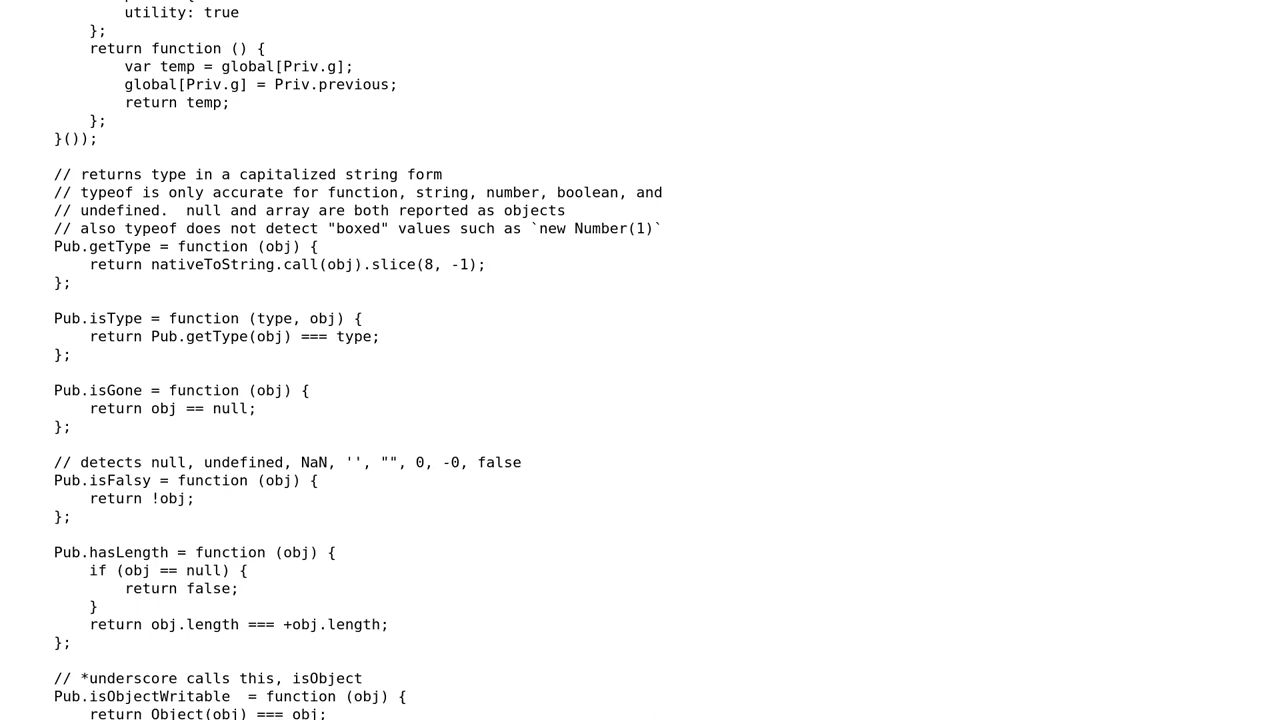 utility: true
        };
        return function () {
            var temp = global[Priv.g];
            global[Priv.g] = Priv.previous;
            return temp;
        };
    }());

    // returns type in a capitalized string form
    // typeof is only accurate for function, string, number, boolean, and
    // undefined.  null and array are both reported as objects
    // also typeof does not detect "boxed" values such as `new Number(1)`
    Pub.getType = function (obj) {
        return nativeToString.call(obj).slice(8, -1);
    };

    Pub.isType = function (type, obj) {
        return Pub.getType(obj) === type;
    };

    Pub.isGone = function (obj) {
        return obj == null;
    };

    // detects null, undefined, NaN, '', "", 0, -0, false
    Pub.isFalsy = function (obj) {
        return !obj;
    };

    Pub.hasLength = function (obj) {
        if (obj == null) {
            return false;
        }
        return obj.length === +obj.length;
    };

    // *underscore calls this, isObject
    Pub.isObjectWritable  = function (obj) {
        return Object(obj) === obj;